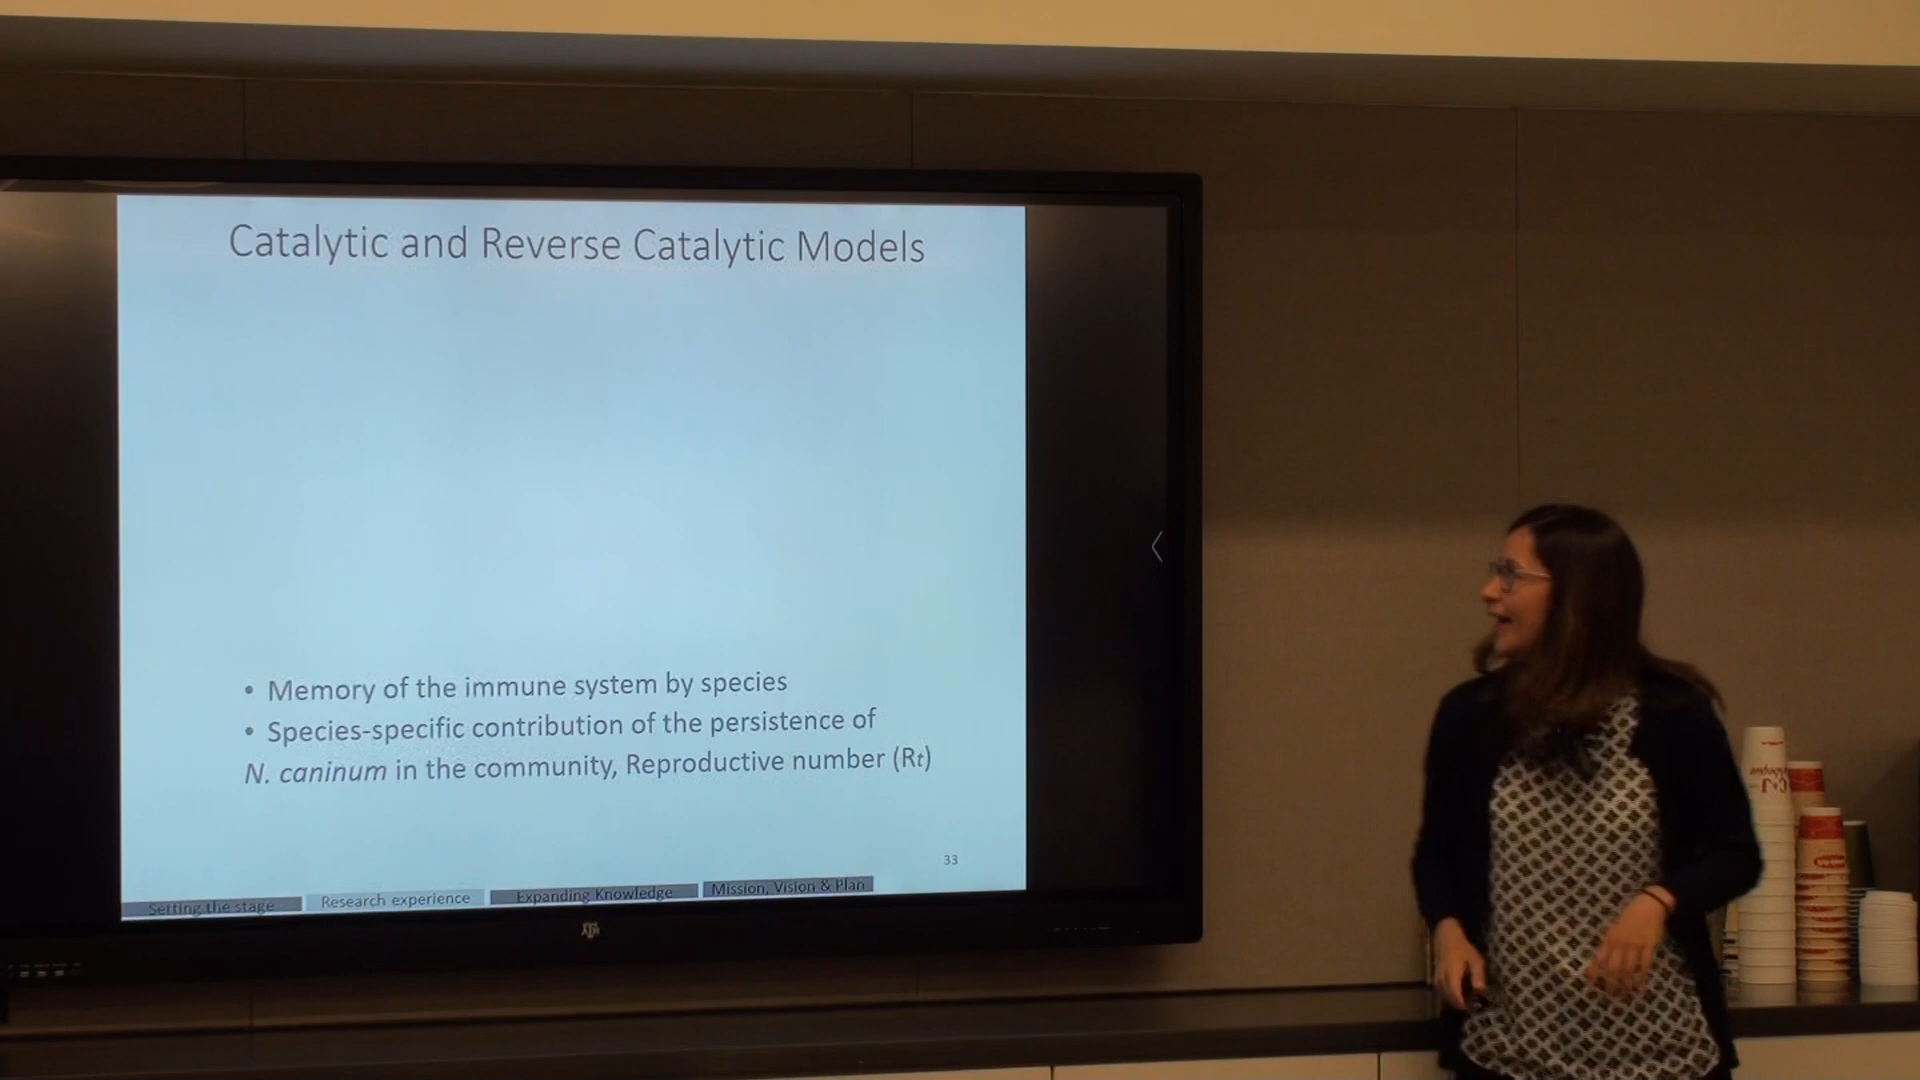 Catalytic and Reverse Catalytic Models
• Memory of the immune system by species
• Species-specific contribution of the persistence of
N. caninum in the community, Reproductive number (Rt)
33
Setting the stage
Research experience
Expanding Knowledge
Mission, Vision & Plan